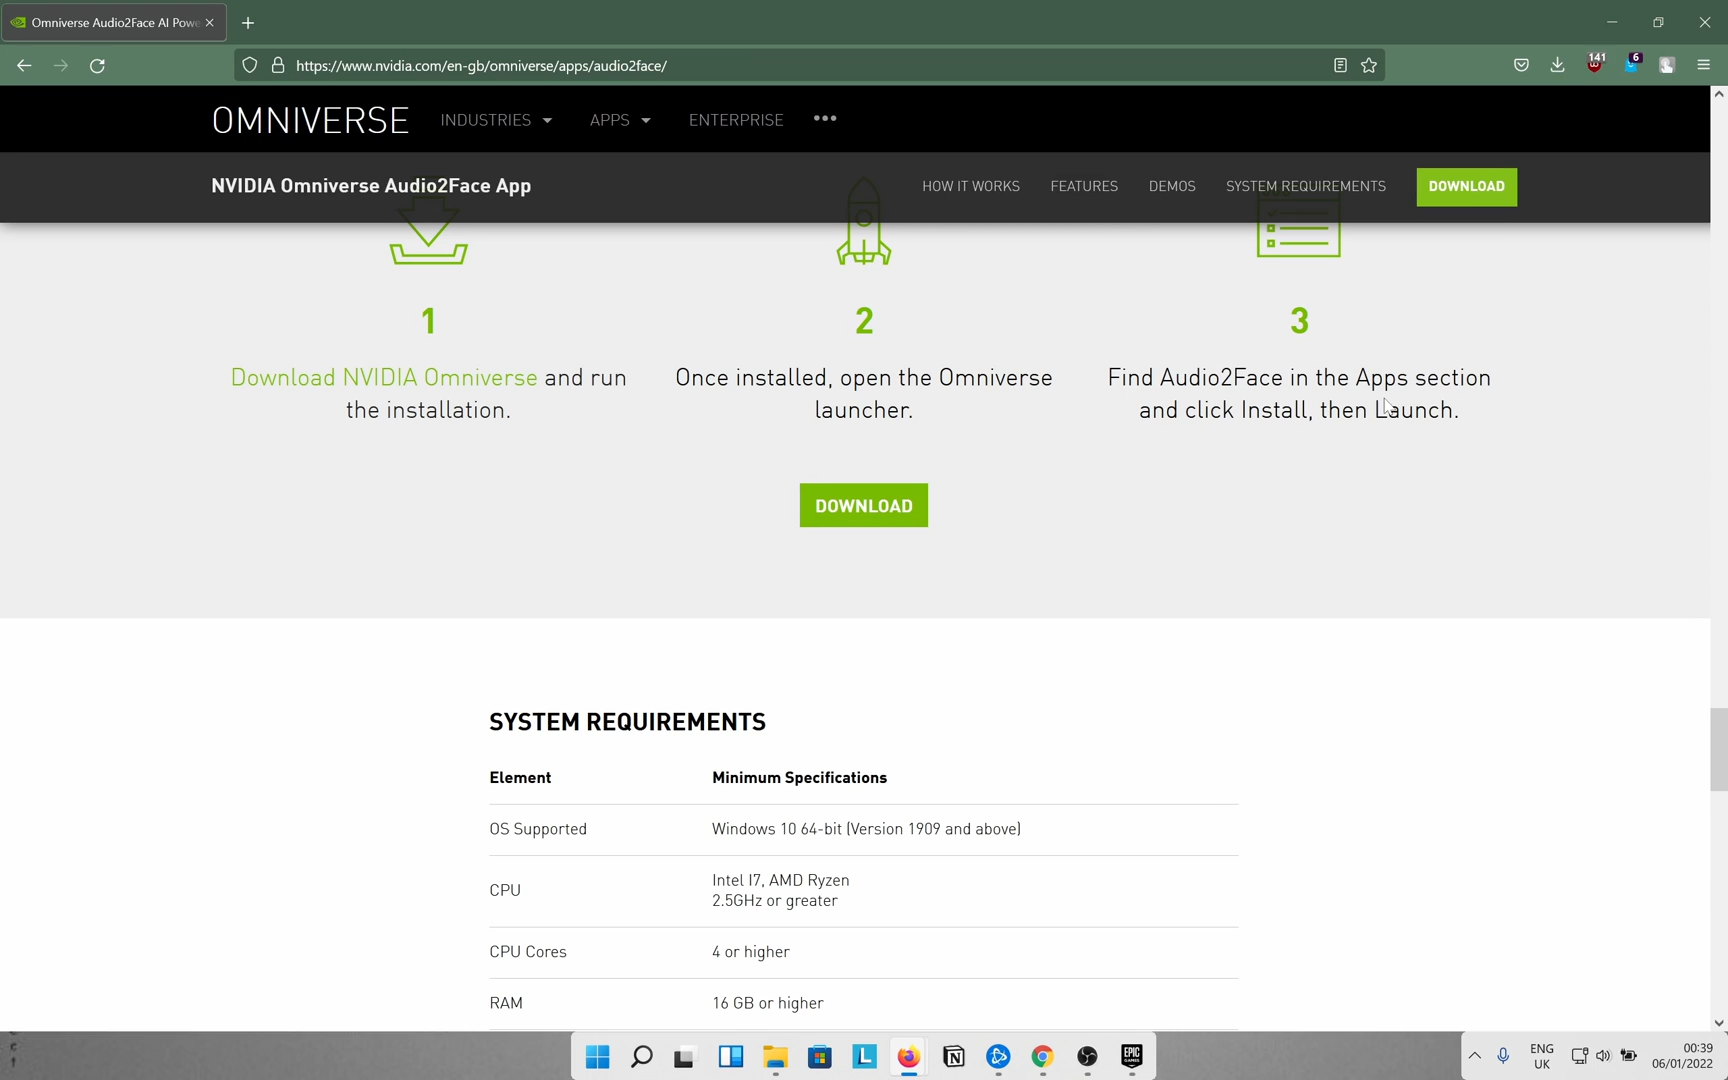 Omniverse Audio2Face AI Powe
https://www.nvidia.com/en-gb/omniverse/apps/audio2face/
141
6
OMNIVERSE INDUSTRIES APPS ENTERPRISE •••
NVIDIA Omniverse Audio2Face App HOW IT WORKS FEATURES DEMOS SYSTEM REQUIREMENTS DOWNLOAD
1
Download NVIDIA Omniverse and run
the installation.
2
Once installed, open the Omniverse
launcher.
3
Find Audio2Face in the Apps section
and click Install, then Launch.
DOWNLOAD
SYSTEM REQUIREMENTS
Element Minimum Specifications
OS Supported Windows 10 64-bit (Version 1909 and above)
CPU Intel I7, AMD Ryzen
2.5GHz or greater
CPU Cores 4 or higher
RAM 16 GB or higher
L
N
EPIC
GAMES
ENG
UK
00:39
06/01/2022